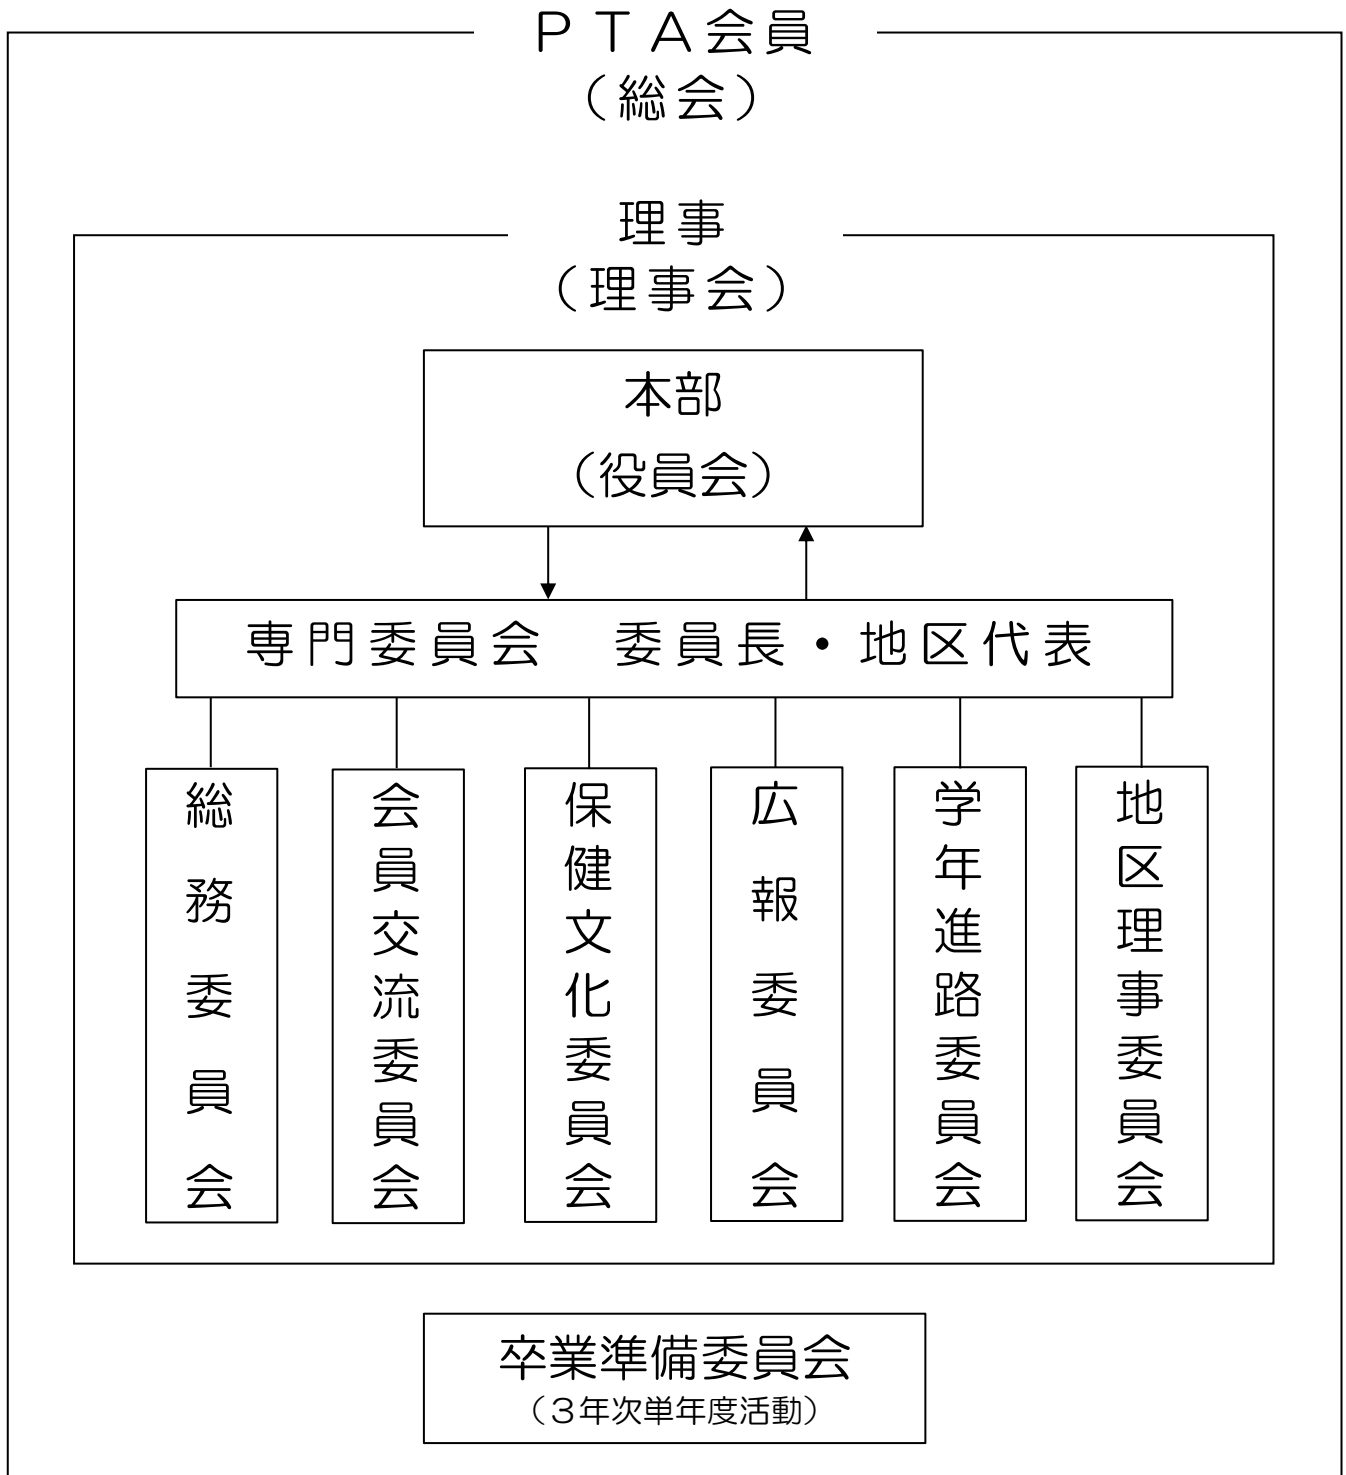 ＰＴＡ会員
（総会）
理事
（理事会）
本部
（役員会）
専門委員会　委員長・地区代表
総務委員会
会員交流委員会
保健文化委員会
広報委員会
学年進路委員会
地区理事委員会
卒業準備委員会
（３年次単年度活動）